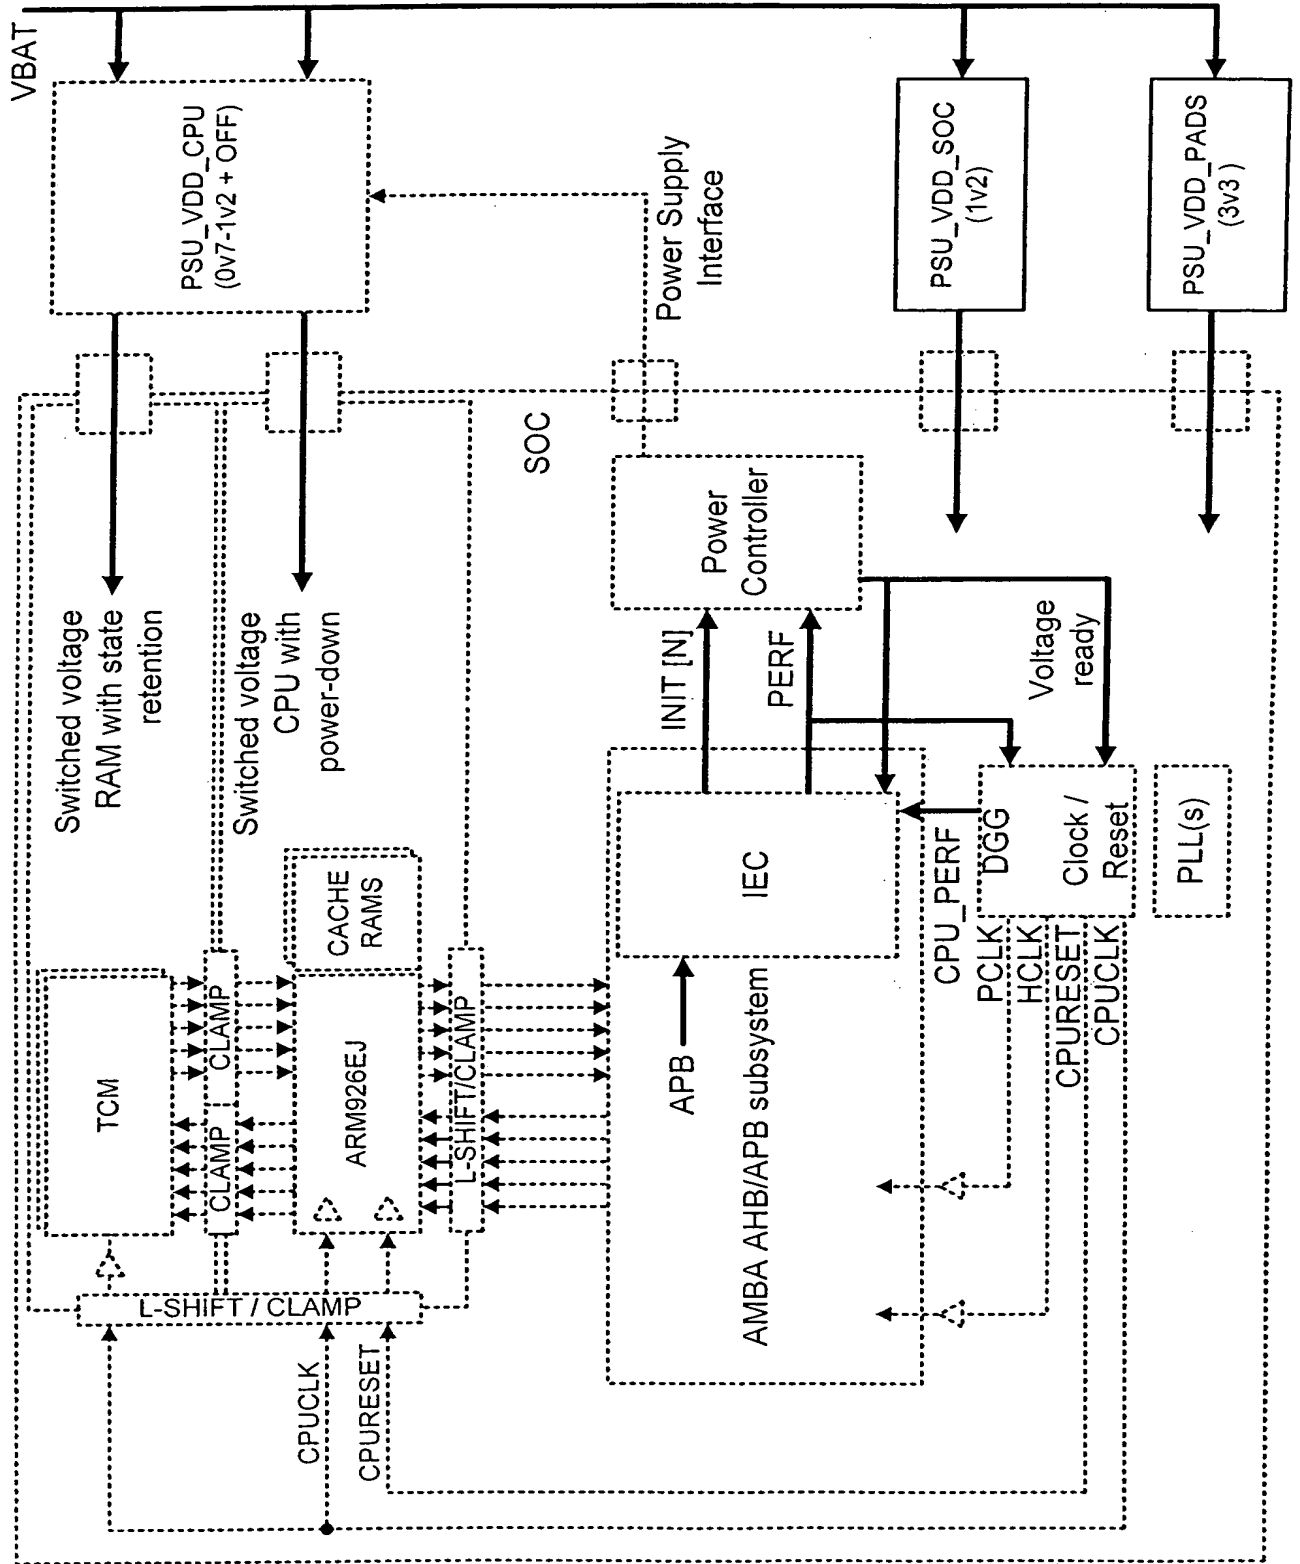 VBAT
PSU_VDD_CPU
(0v7-1v2 + OFF)
PSU_VDD_SOC
(1v2)
PSU_VDD_PADS
(3v3 )
Power Supply
Interface
SOC
Switched voltage
RAM with state
retention
Switched voltage
CPU with
power-down
Power
Controller
INIT [N]
PERF
Voltage
ready
TCM
CLAMP
CLAMP
CACHE
RAMS
ARM926EJ
L-SHIFT/CLAMP
L-SHIFT / CLAMP
IEC
APB
AMBA AHB/APB subsystem
CPU_PERF
DGG
Clock /
Reset
PLL(s)
PCLK
HCLK
CPURESET
CPUCLK
CPUCLK
CPURESET